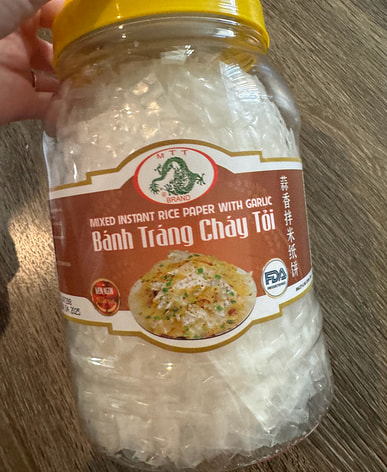 MTT
®
BRAND
MIXED INSTANT RICE PAPER WITH GARLIC
Bánh Tráng Cháy Tỏi
蒜香拌米纸饼
FDA
2025